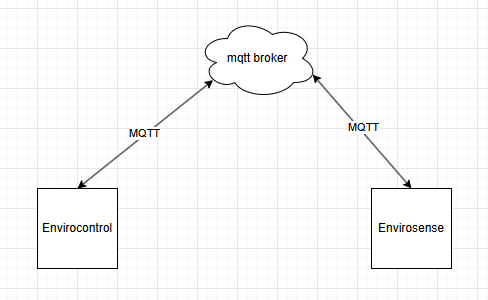 mqtt broker
MQTT
MQTT
Envirocontrol
Envirosense